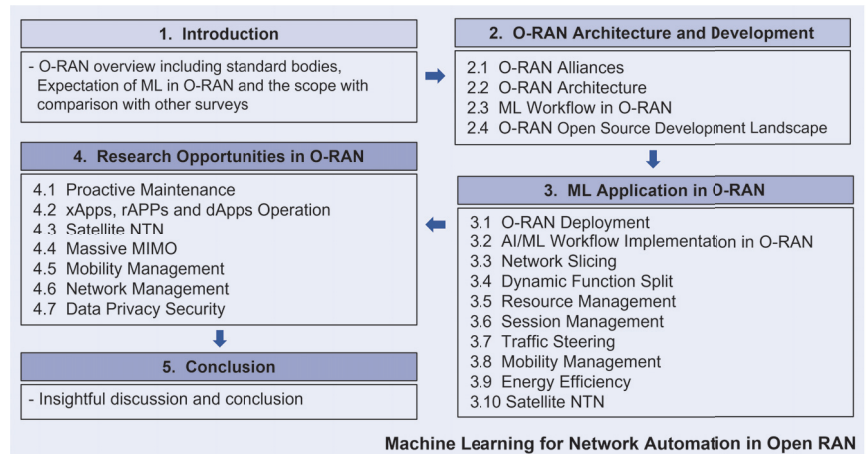 1. Introduction
- O-RAN overview including standard bodies,
Expectation of ML in O-RAN and the scope with
comparison with other surveys
2. O-RAN Architecture and Development
2.1 O-RAN Alliances
2.2 O-RAN Architecture
2.3 ML Workflow in O-RAN
2.4 O-RAN Open Source Development Landscape
3. ML Application in O-RAN
3.1 O-RAN Deployment
3.2 AI/ML Workflow Implementation in O-RAN
3.3 Network Slicing
3.4 Dynamic Function Split
3.5 Resource Management
3.6 Session Management
3.7 Traffic Steering
3.8 Mobility Management
3.9 Energy Efficiency
3.10 Satellite NTN
4. Research Opportunities in O-RAN
4.1 Proactive Maintenance
4.2 xApps, rAPPs and dApps Operation
4.3 Satellite NTN
4.4 Massive MIMO
4.5 Mobility Management
4.6 Network Management
4.7 Data Privacy Security
5. Conclusion
- Insightful discussion and conclusion
Machine Learning for Network Automation in Open RAN